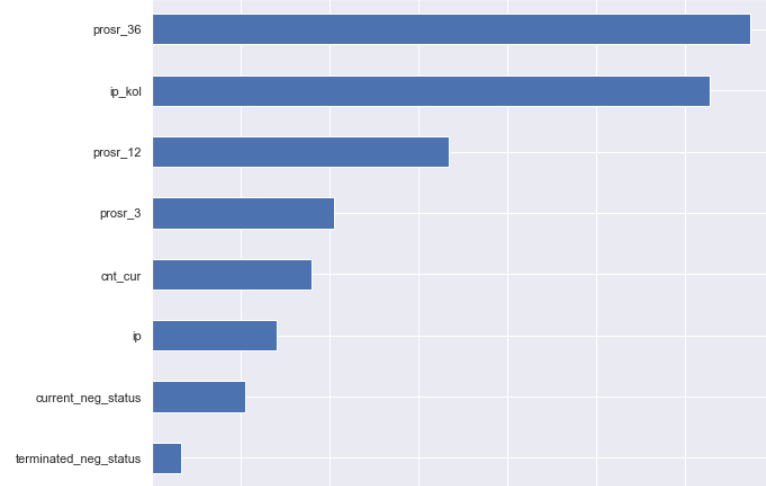 prosr_36
ip_kol
prosr_12
prosr_3
cnt_cur
ip
current_neg_status
terminated_neg_status